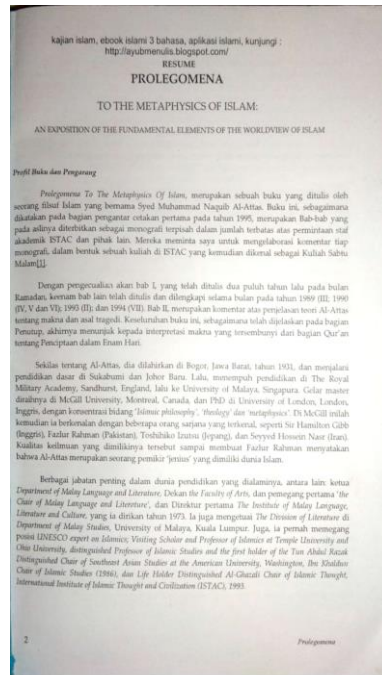 kajian islam, ebook islami 3 bahasa, aplikasi islami, kunjungi :
http://ayubmenulis.blogspot.com/
RESUME
PROLEGOMENA
TO THE METAPHYSICS OF ISLAM:
AN EXPOSITION OF THE FUNDAMENTAL ELEMENTS OF THE WORLDVIEW OF ISLAM
Profil Buku dan Pengarang
Prolegomena To The Metaphysics Of Islam, merupakan sebuah buku yang ditulis oleh
seorang filsuf Islam yang bernama Syed Muhammad Naquib Al-Attas. Buku ini, sebagaimana
dikatakan pada bagian pengantar cetakan pertama pada tahun 1995, merupakan Bab-bab yang
pada aslinya diterbitkan sebagai monografi terpisah dalam jumlah terbatas atas permintaan staf
akademik ISTAC dan pihak lain. Mereka meminta saya untuk mengelaborasi komentar tiap
monografi, dalam bentuk sebuah kuliah di ISTAC yang kemudian dikenal sebagai Kuliah Sabtu
Malam[1].
Dengan pengecualian akan bab I, yang telah ditulis dua puluh tahun lalu pada bulan
Ramadan, keenam bab lain telah ditulis dan dilengkapi selama bulan pada tahun 1989 (III; 1990
(IV, V dan VI); 1993 (II); dan 1994 (VII). Bab II, merupakan komentar atas penjelasan teori Al-Attas
tentang makna dan asal tragedi. Keseluruhan buku ini, sebagaimana telah dijelaskan pada bagian
Penutup, akhirnya menunjuk kepada interpretasi makna yang tersembunyi dari bagian Qur'an
tentang Penciptaan dalam Enam Hari.
Sekilas tentang Al-Attas, dia dilahirkan di Bogor, Jawa Barat, tahun 1931, dan menjalani
pendidikan dasar di Sukabumi dan Johor Baru. Lalu, menempuh pendidikan di The Royal
Military Academy, Sandhurst, England, lalu ke University of Malaya, Singapura. Gelar master
diraihnya di McGill University, Montreal, Canada, dan PhD di University of London, London,
Inggris, dengan konsentrasi bidang 'Islamic philosophy', 'theology' dan 'metaphysics'. Di McGill inilah
kemudian ia berkenalan dengan beberapa orang sarjana yang terkenal, seperti Sir Hamilton Gibb
(Inggris), Fazlur Rahman (Pakistan), Toshihiko Izutsu (Jepang), dan Seyyed Hossein Nasr (Iran).
Kualitas keilmuan yang dimilikinya tersebut sampai membuat Fazlur Rahman menyatakan
bahwa Al-Attas merupakan seorang pemikir 'jenius' yang dimiliki dunia Islam.
Berbagai jabatan penting dalam dunia pendidikan yang dialaminya, antara lain: ketua
Department of Malay Language and Literature, Dekan the Faculty of Arts, dan pemegang pertama 'the
Chair of Malay Language and Literature', dan Direktur pertama The Institute of Malay Language,
Literature and Culture, yang ia dirikan tahun 1973. Ia juga mengetuai The Division of Literature di
Department of Malay Studies, University of Malaya, Kuala Lumpur. Juga, ia pernah memegang
posisi UNESCO expert on Islamics; Visiting Scholar and Professor of Islamics at Temple University and
Ohio University, distinguished Professor of Islamic Studies and the first holder of the Tun Abdul Razak
Distinguished Chair of Southeast Asian Studies at the American University, Washington, Ibn Khaldun
Chair of Islamic Studies (1986), dan Life Holder Distinguished Al-Ghazali Chair of Islamic Thought,
International Institute of Islamic Thought and Civilization (ISTAC), 1993.
2
Prolegomena